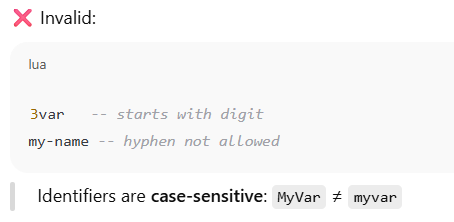 ❌ Invalid:
lua
3var   -- starts with digit
my-name -- hyphen not allowed
Identifiers are case-sensitive: MyVar ≠ myvar